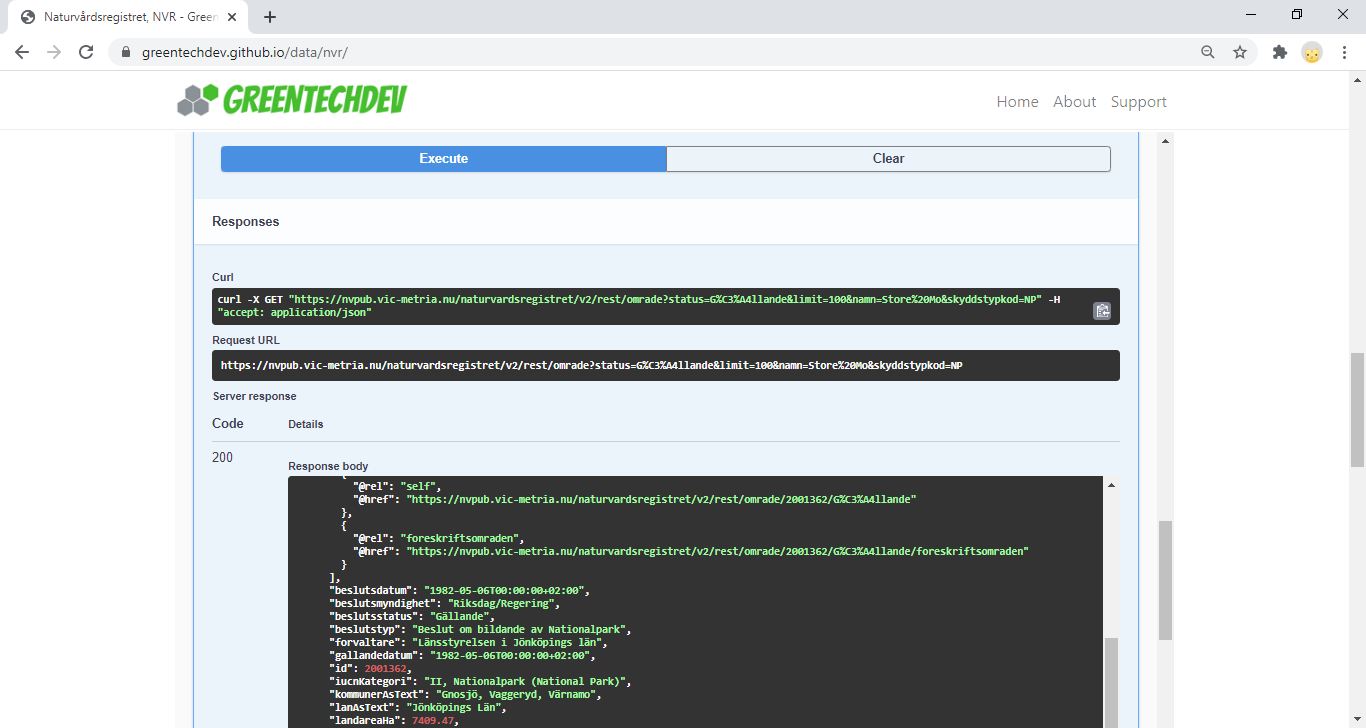 Naturvårdsregistret, NVR - Green
greentechdev.github.io/data/nvr/
GREENTECHDEV
Home About Support
Execute Clear
Responses
Curl
curl -X GET "https://nvpub.vic-metria.nu/naturvardsregistret/v2/rest/omrade?status=G%C3%A4llande&limit=100&namn=Store%20Mo&skyddstypkod=NP" -H
"accept: application/json"
Request URL
https://nvpub.vic-metria.nu/naturvardsregistret/v2/rest/omrade?status=G%C3%A4llande&limit=100&namn=Store%20Mo&skyddstypkod=NP
Server response
Code Details
200
Response body
{
"@rel": "self",
"@href": "https://nvpub.vic-metria.nu/naturvardsregistret/v2/rest/omrade/2001362/G%C3%A4llande"
},
{
"@rel": "foreskriftsomraden",
"@href": "https://nvpub.vic-metria.nu/naturvardsregistret/v2/rest/omrade/2001362/G%C3%A4llande/foreskriftsomraden"
}
],
"beslutsdatum": "1982-05-06T00:00:00+02:00",
"beslutsmyndighet": "Riksdag/Regering",
"beslutsstatus": "Gällande",
"beslutstyp": "Beslut om bildande av Nationalpark",
"forvaltare": "Länsstyrelsen i Jönköpings län",
"gallandedatum": "1982-05-06T00:00:00+02:00",
"id": 2001362,
"iucnKategori": "II, Nationalpark (National Park)",
"kommunerAsText": "Gnosjö, Vaggeryd, Värnamo",
"lanAsText": "Jönköpings Län",
"landareaHa": 7409.47,